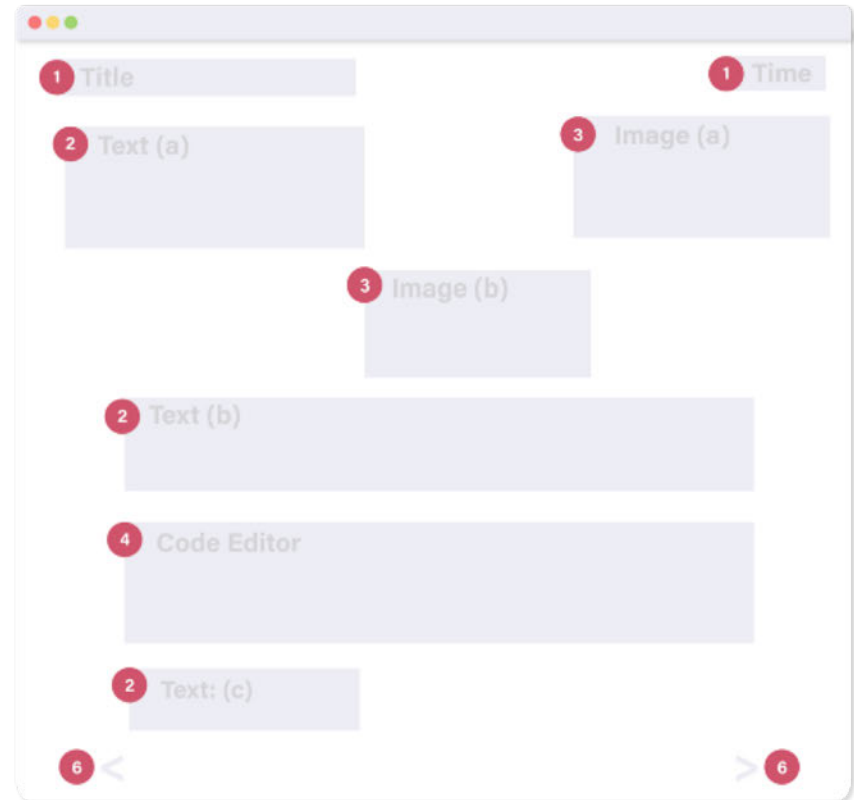 1 Title
1 Time
2 Text (a)
3 Image (a)
3 Image (b)
2 Text (b)
4 Code Editor
2 Text: (c)
6 <
> 6